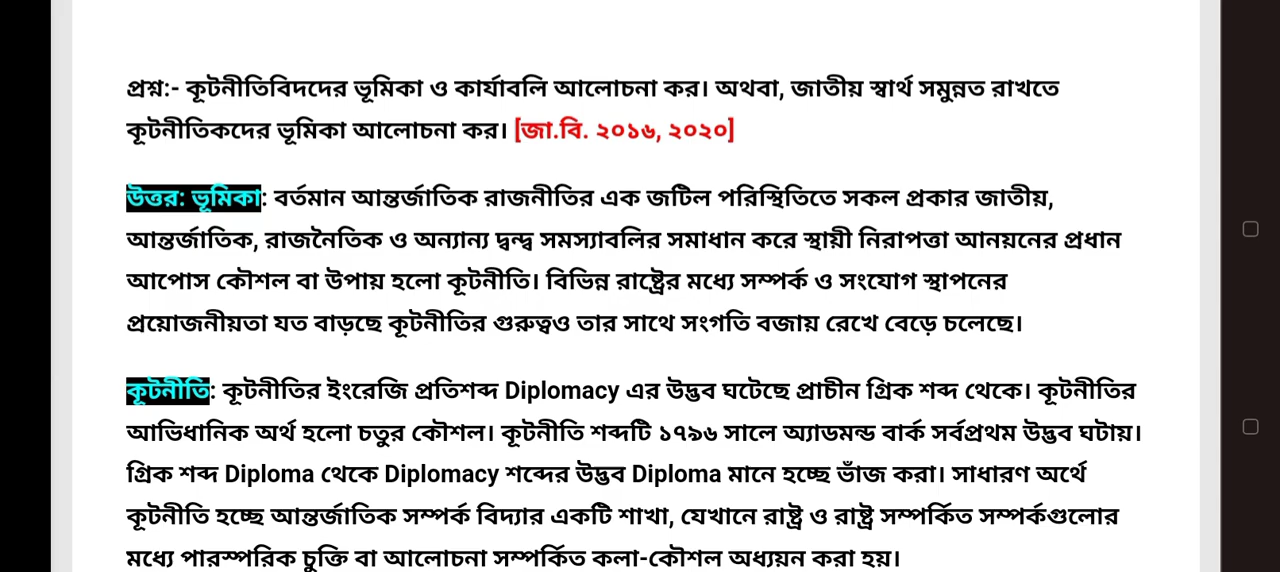 প্রশ্ন:- কূটনীতিবিদদের ভূমিকা ও কার্যাবলি আলোচনা কর। অথবা, জাতীয় স্বার্থ সমুন্নত রাখতে
কূটনীতিকদের ভূমিকা আলোচনা কর। [জা.বি. ২০১৬, ২০২০]
উত্তর: ভূমিকা: বর্তমান আন্তর্জাতিক রাজনীতির এক জটিল পরিস্থিতিতে সকল প্রকার জাতীয়,
আন্তর্জাতিক, রাজনৈতিক ও অন্যান্য দ্বন্দ্ব সমস্যাবলির সমাধান করে স্থায়ী নিরাপত্তা আনয়নের প্রধান
আপোস কৌশল বা উপায় হলো কূটনীতি। বিভিন্ন রাষ্ট্রের মধ্যে সম্পর্ক ও সংযোগ স্থাপনের
প্রয়োজনীয়তা যত বাড়ছে কূটনীতির গুরুত্বও তার সাথে সংগতি বজায় রেখে বেড়ে চলেছে।
কূটনীতি: কূটনীতির ইংরেজি প্রতিশব্দ Diplomacy এর উদ্ভব ঘটেছে প্রাচীন গ্রিক শব্দ থেকে। কূটনীতির
আভিধানিক অর্থ হলো চতুর কৌশল। কূটনীতি শব্দটি ১৭৯৬ সালে অ্যাডমন্ড বার্ক সর্বপ্রথম উদ্ভব ঘটায়।
গ্রিক শব্দ Diploma থেকে Diplomacy শব্দের উদ্ভব Diploma মানে হচ্ছে ভাঁজ করা। সাধারণ অর্থে
কূটনীতি হচ্ছে আন্তর্জাতিক সম্পর্ক বিদ্যার একটি শাখা, যেখানে রাষ্ট্র ও রাষ্ট্র সম্পর্কিত সম্পর্কগুলোর
মধ্যে পারস্পরিক চুক্তি বা আলোচনা সম্পর্কিত কলা-কৌশল অধ্যয়ন করা হয়।